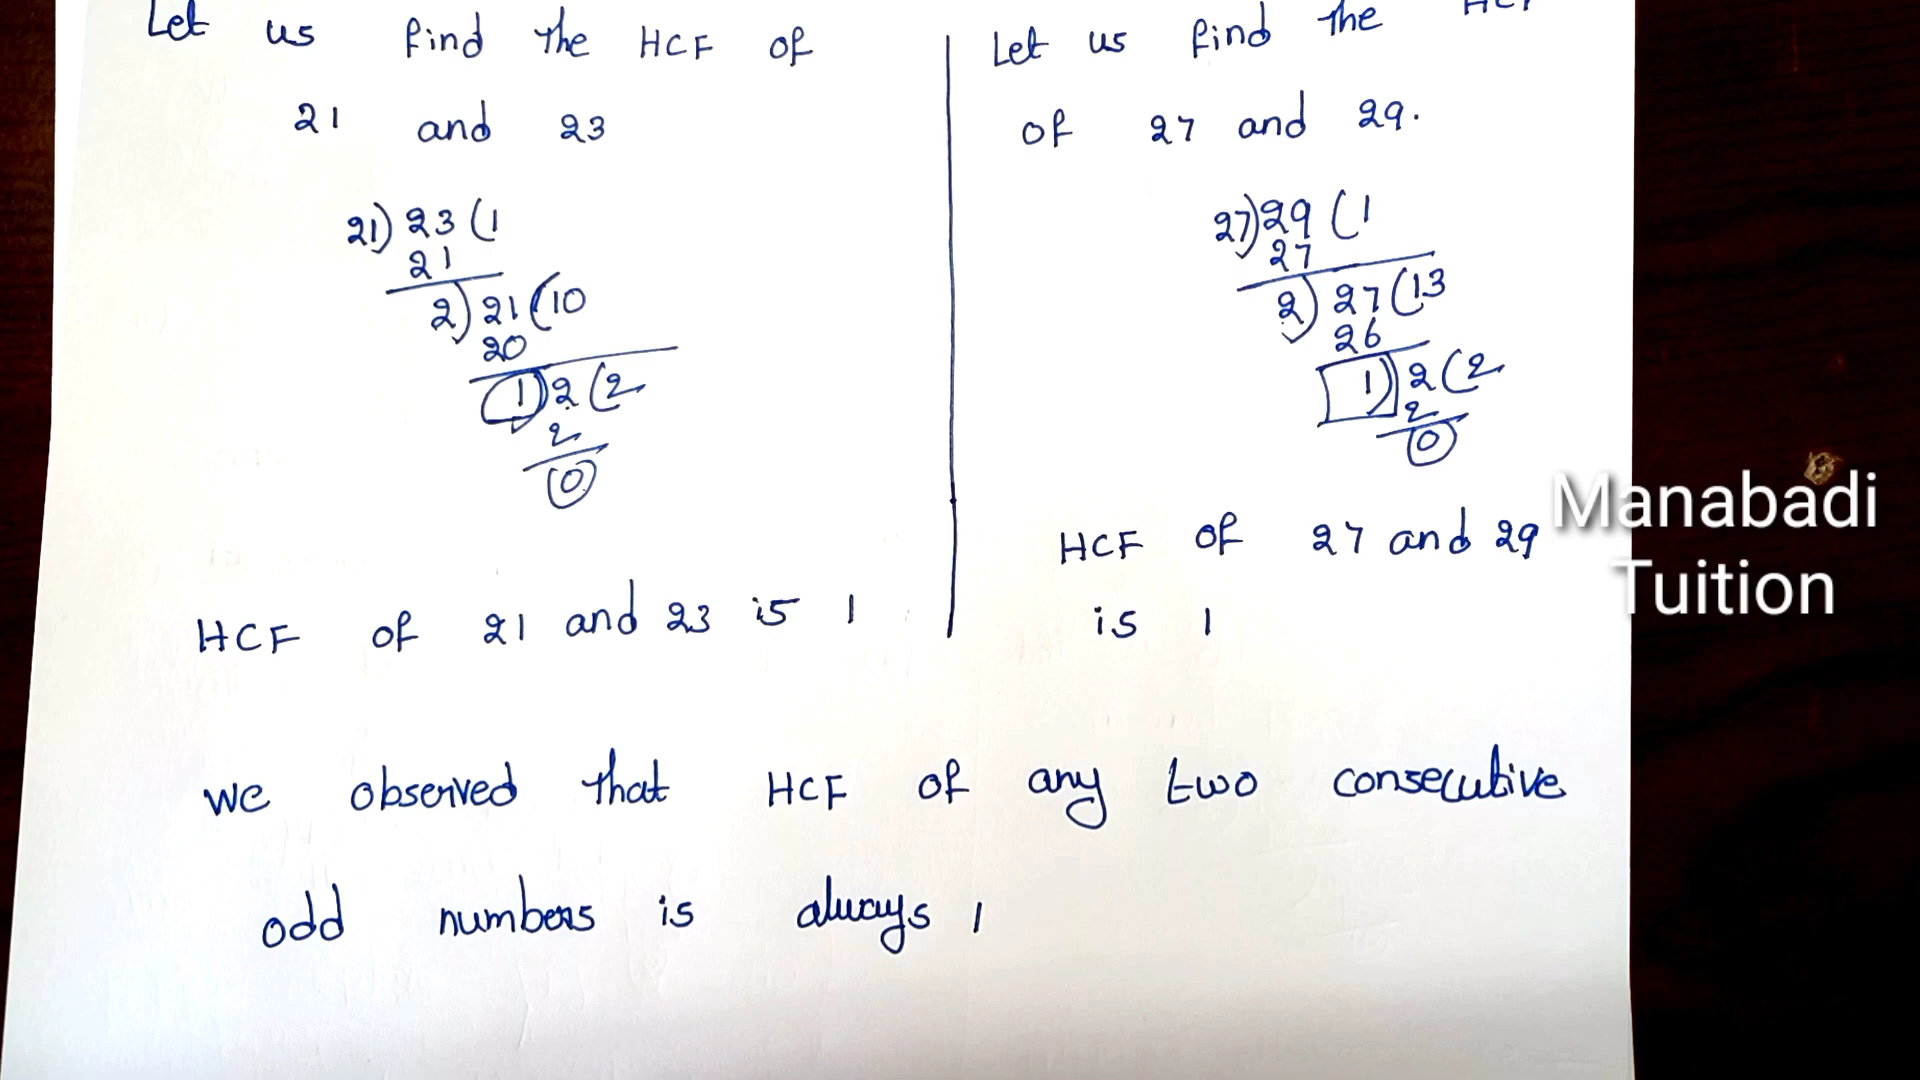 Let us find the HCF of
21 and 23
21) 23 (1
21
2) 21 (10
20
1) 2 (2
2
0
HCF of 21 and 23 is 1
Let us find the HCF
of 27 and 29.
27) 29 (1
27
2) 27 (13
26
1) 2 (2
2
0
HCF of 27 and 29
is 1
we observed that HCF of any two consecutive
odd numbers is always 1
Manabadi
Tuition